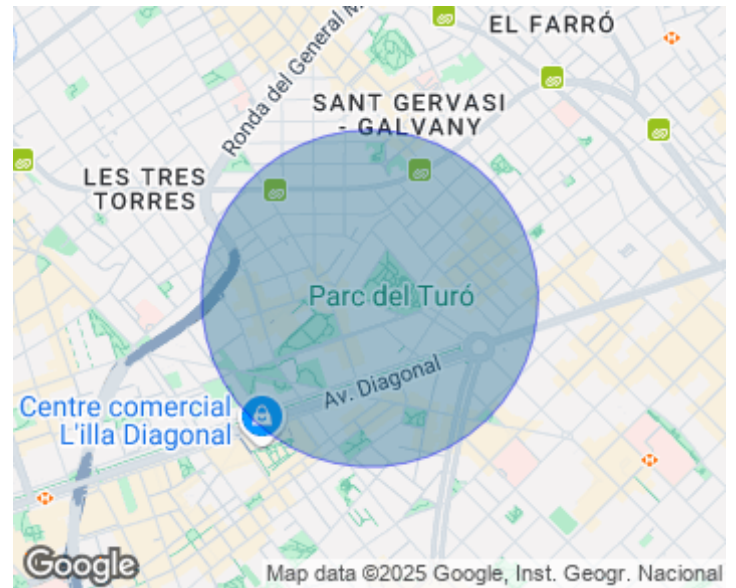 EL FARRÓ
Ronda del General M
SANT GERVASI
- GALVANY
LES TRES
TORRES
Parc del Turó
Av. Diagonal
Centre comercial
L'illa Diagonal
Google
Map data ©2025 Google, Inst. Geogr. Nacional